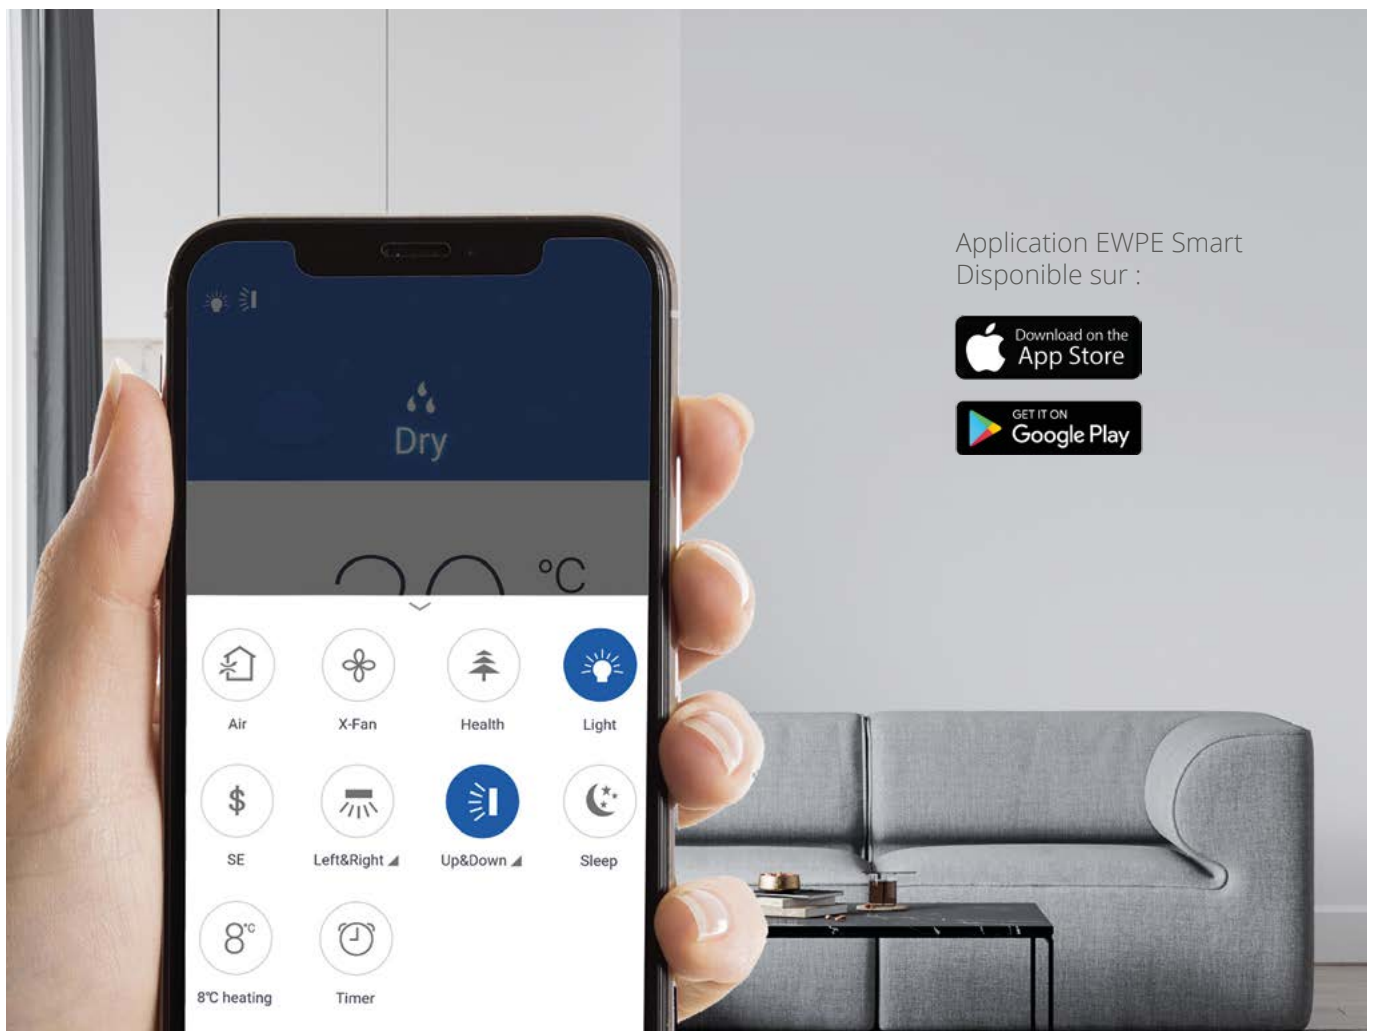 Application EWPE Smart
Disponible sur :
Download on the
App Store
GET IT ON
Google Play
Dry
°C
Air
X-Fan
Health
Light
$
SE
Left&Right
Up&Down
Sleep
8°C
8°C heating
Timer